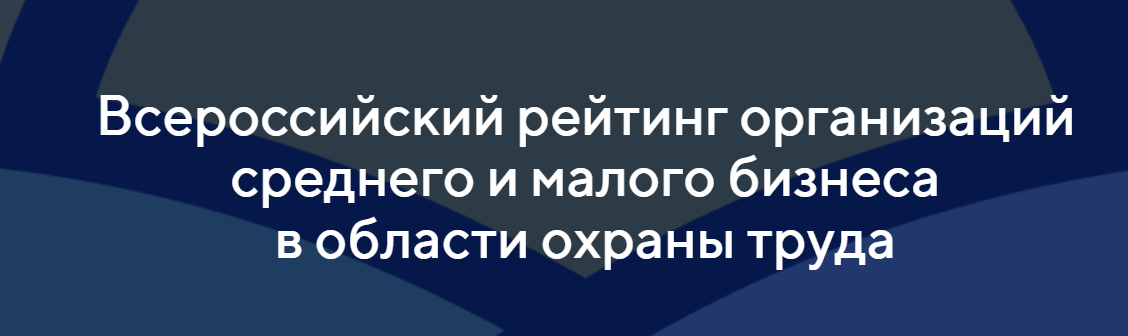 Всероссийский рейтинг организаций
среднего и малого бизнеса
в области охраны труда